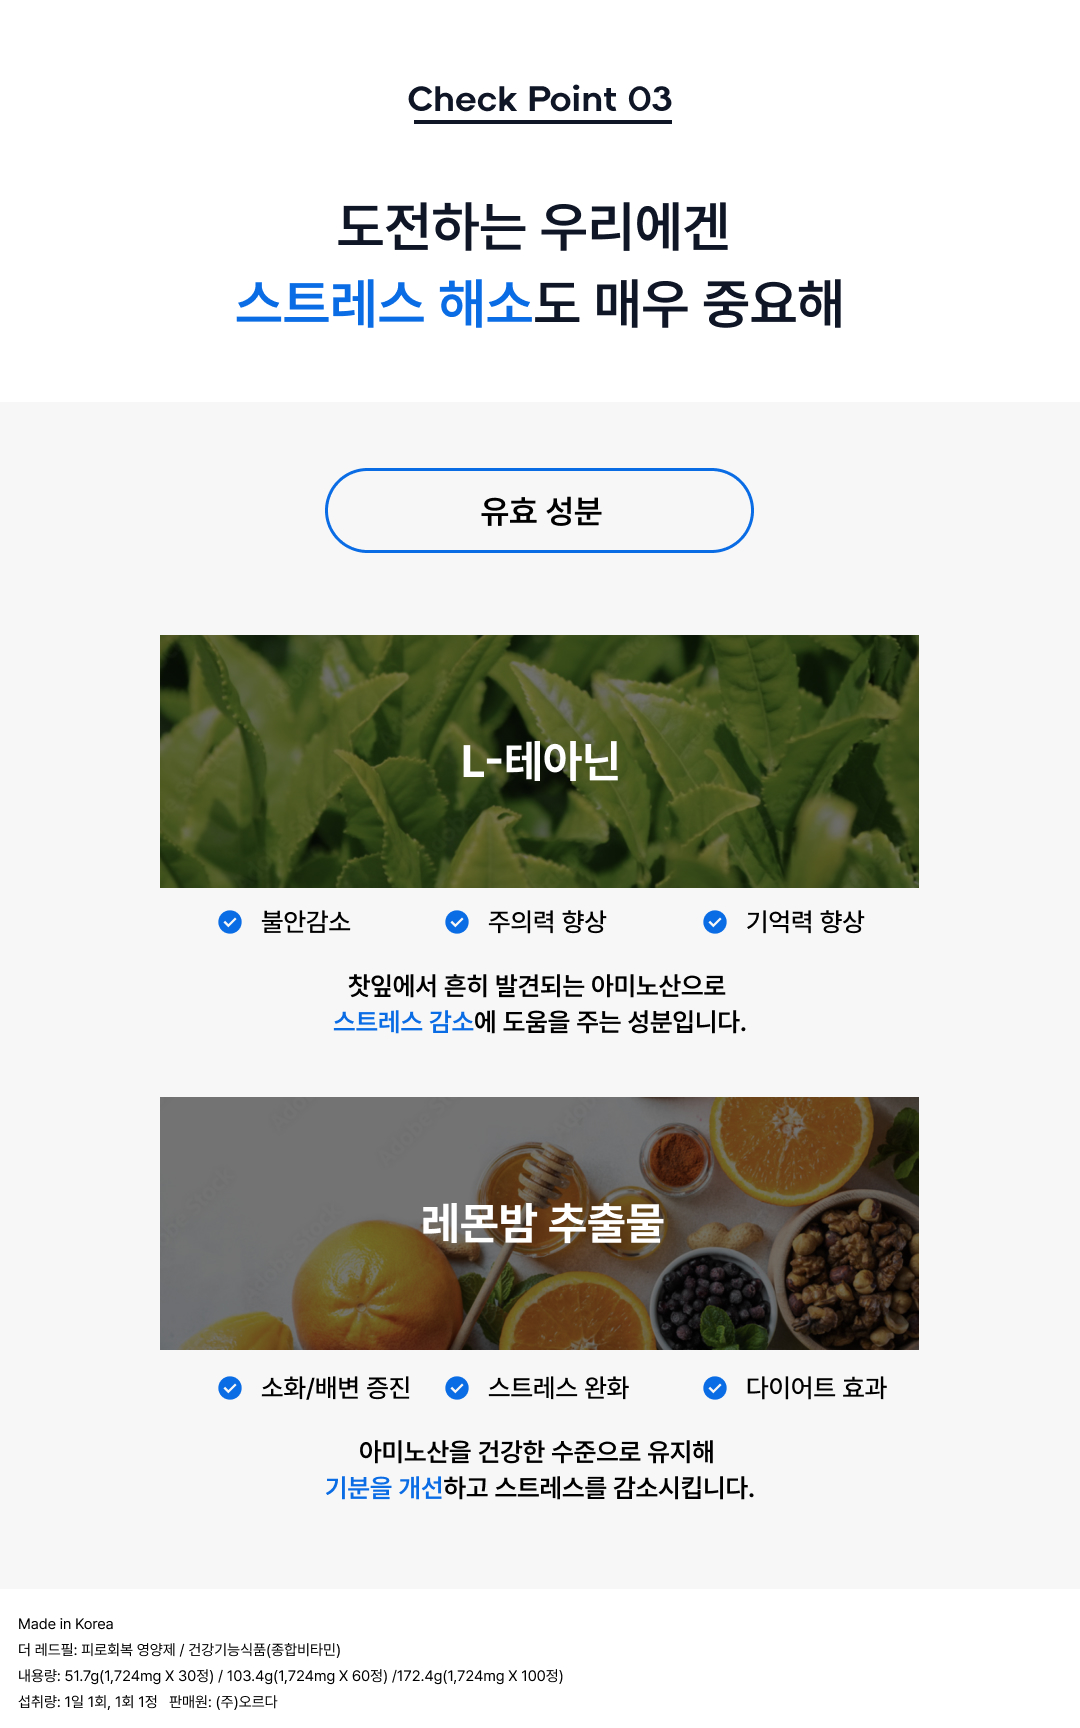 Check Point 03
도전하는 우리에겐
스트레스 해소도 매우 중요해
유효 성분
L-테아닌
불안감소 주의력 향상 기억력 향상
찻잎에서 흔히 발견되는 아미노산으로
스트레스 감소에 도움을 주는 성분입니다.
레몬밤 추출물
소화/배변 증진 스트레스 완화 다이어트 효과
아미노산을 건강한 수준으로 유지해
기분을 개선하고 스트레스를 감소시킵니다.
Made in Korea
더 레드필: 피로회복 영양제 / 건강기능식품(종합비타민)
내용량: 51.7g(1,724mg X 30정) / 103.4g(1,724mg X 60정) /172.4g(1,724mg X 100정)
섭취량: 1일 1회, 1회 1정 판매원: (주)오르다